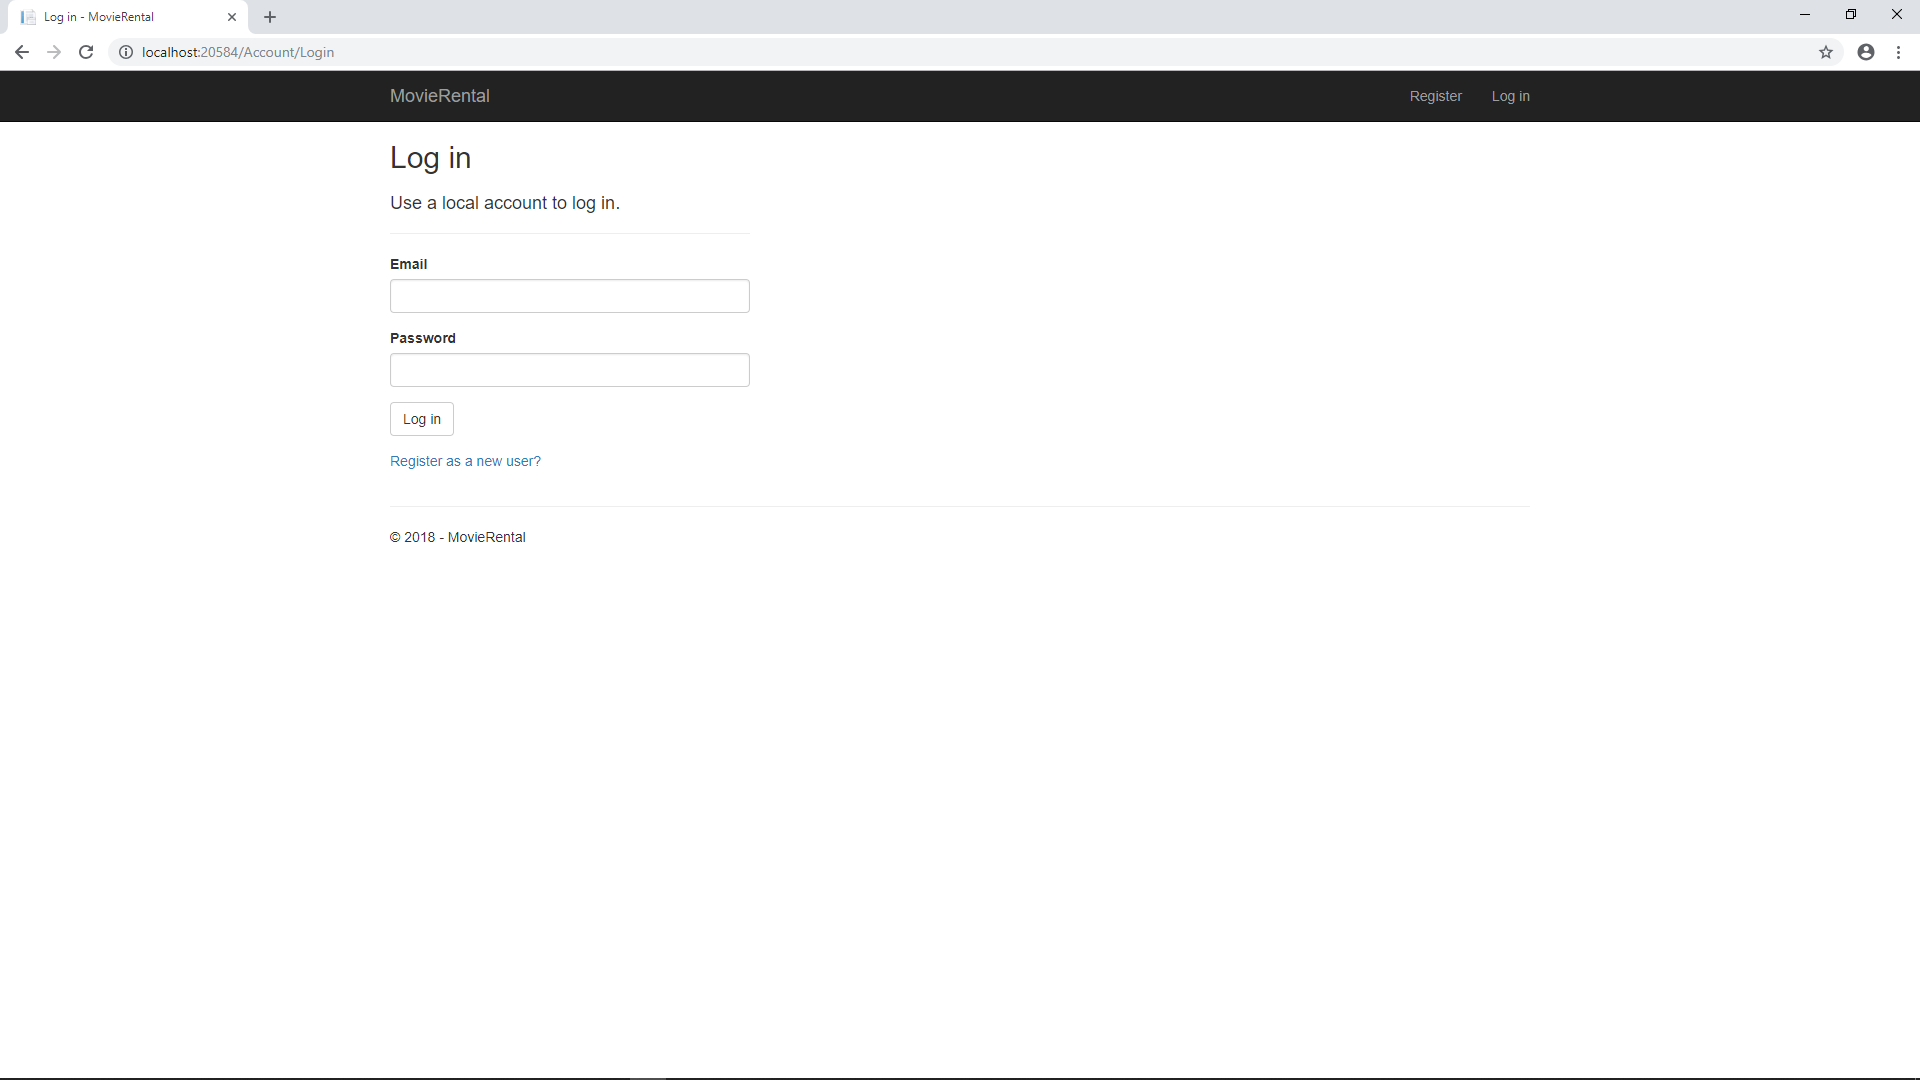 Log in - MovieRental
localhost:20584/Account/Login
MovieRental
Register
Log in
Log in
Use a local account to log in.
Email
Password
Log in
Register as a new user?
© 2018 - MovieRental